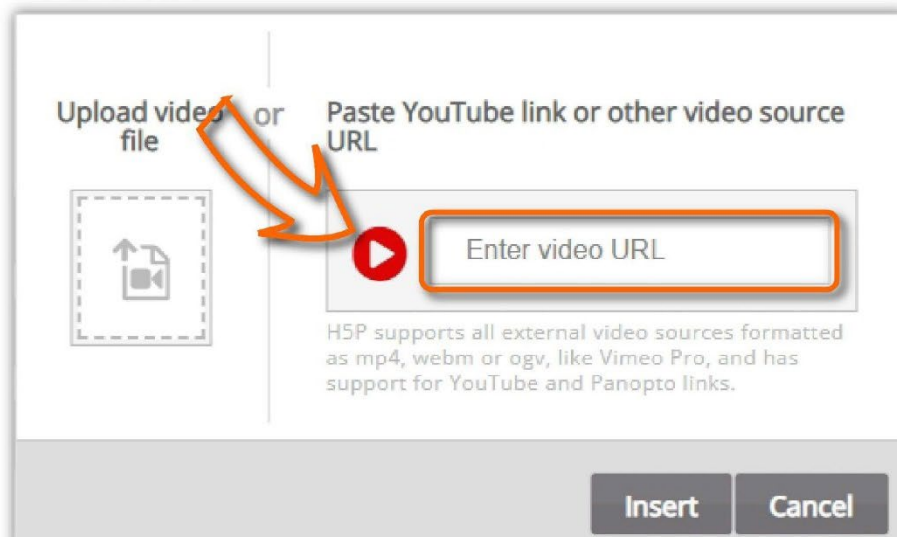 Upload video
file
or
Paste YouTube link or other video source
URL
Enter video URL
H5P supports all external video sources formatted
as mp4, webm or ogv, like Vimeo Pro, and has
support for YouTube and Panopto links.
Insert
Cancel